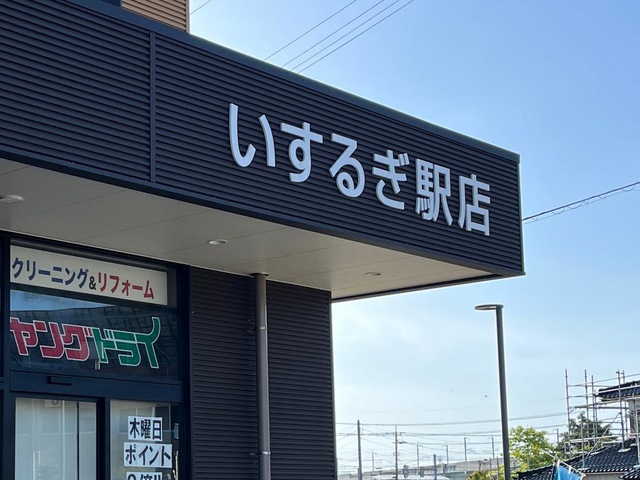 いするぎ駅店
クリーニング&リフォーム
ヤングドライ
木曜日
ポイント